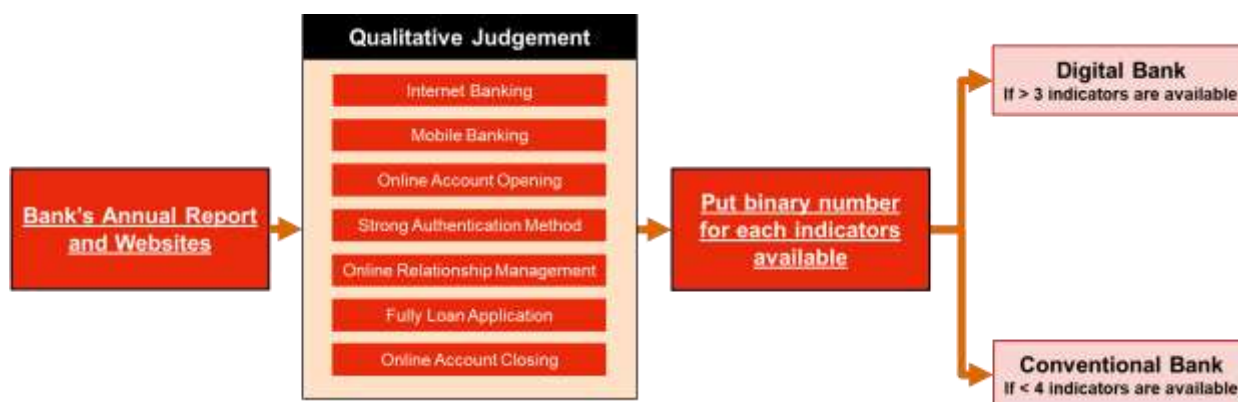 Bank's Annual Report
and Websites
Qualitative Judgement
Internet Banking
Mobile Banking
Online Account Opening
Strong Authentication Method
Online Relationship Management
Fully Loan Application
Online Account Closing
Put binary number
for each indicators
available
Digital Bank
If > 3 indicators are available
Conventional Bank
If < 4 indicators are available